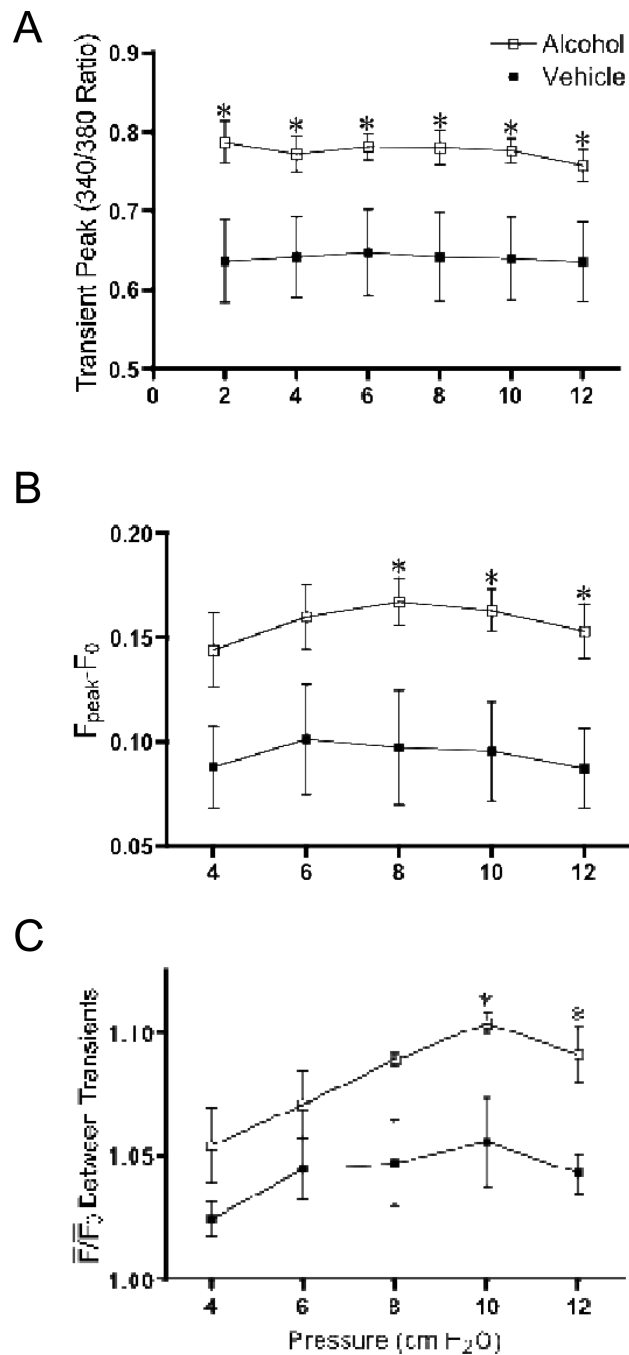 A
Transient Peak (340/380 Ratio)
0.9
0.8
0.7
0.6
0.5
Alcohol
Vehicle
* * * * * *
0 2 4 6 8 10 12
B
Fpeak-F0
0.20
0.15
0.10
0.05
* * *
4 6 8 10 12
C
Between Transients
1.10
1.05
1.00
4 6 8 10 12
Pressure (cm H2O)